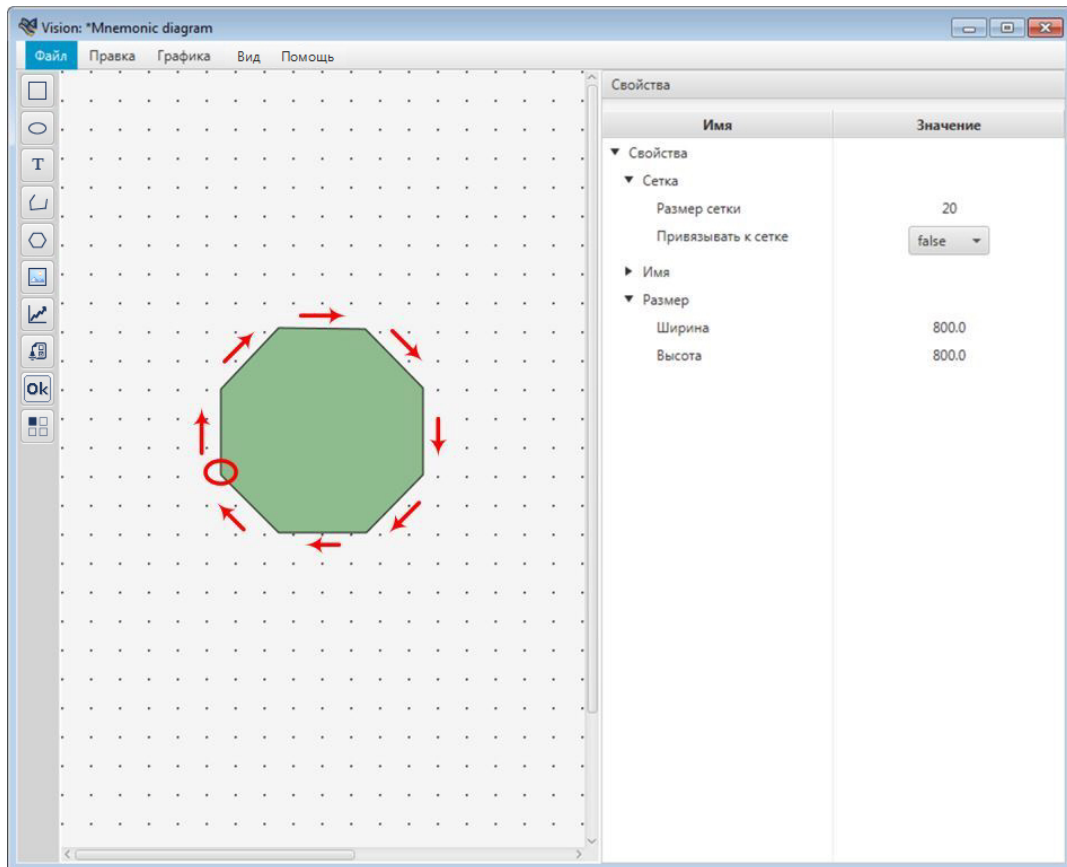 Vision: *Mnemonic diagram
Файл Правка Графика Вид Помощь
Свойства
Имя Значение
Свойства
Сетка
Размер сетки 20
Привязывать к сетке false
Имя
Размер
Ширина 800.0
Высота 800.0
T
Ok